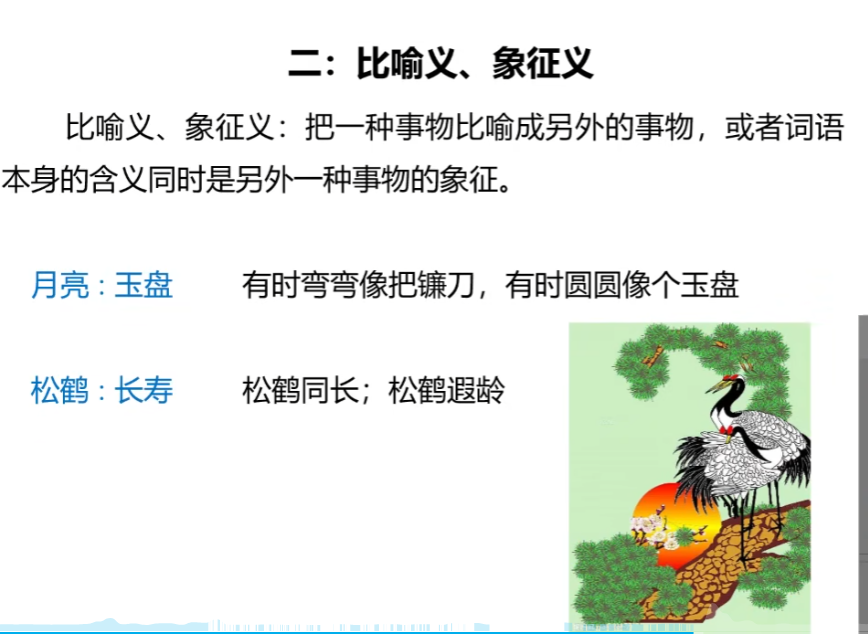 二：比喻义、象征义
比喻义、象征义：把一种事物比喻成另外的事物，或者词语
本身的含义同时是另外一种事物的象征。
月亮：玉盘 有时弯弯像把镰刀，有时圆圆像个玉盘
松鹤：长寿 松鹤同长；松鹤遐龄